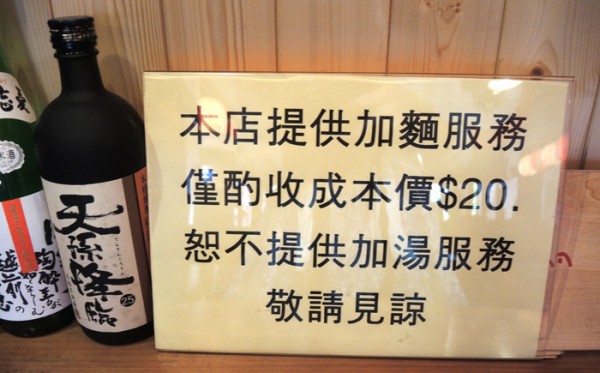 本店提供加麵服務
僅酌收成本價$20.
恕不提供加湯服務
敬請見諒
天孫降臨
25